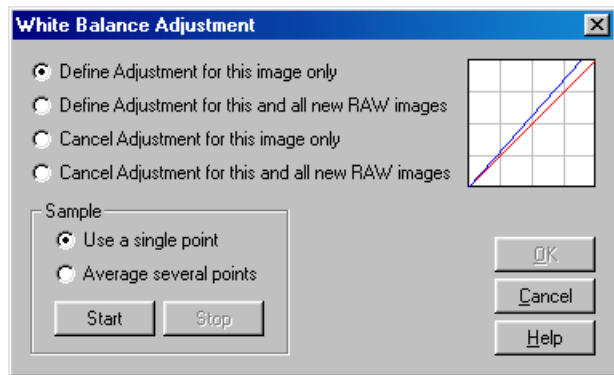 White Balance Adjustment
Define Adjustment for this image only
Define Adjustment for this and all new RAW images
Cancel Adjustment for this image only
Cancel Adjustment for this and all new RAW images
Sample
Use a single point
Average several points
Start
Stop
OK
Cancel
Help